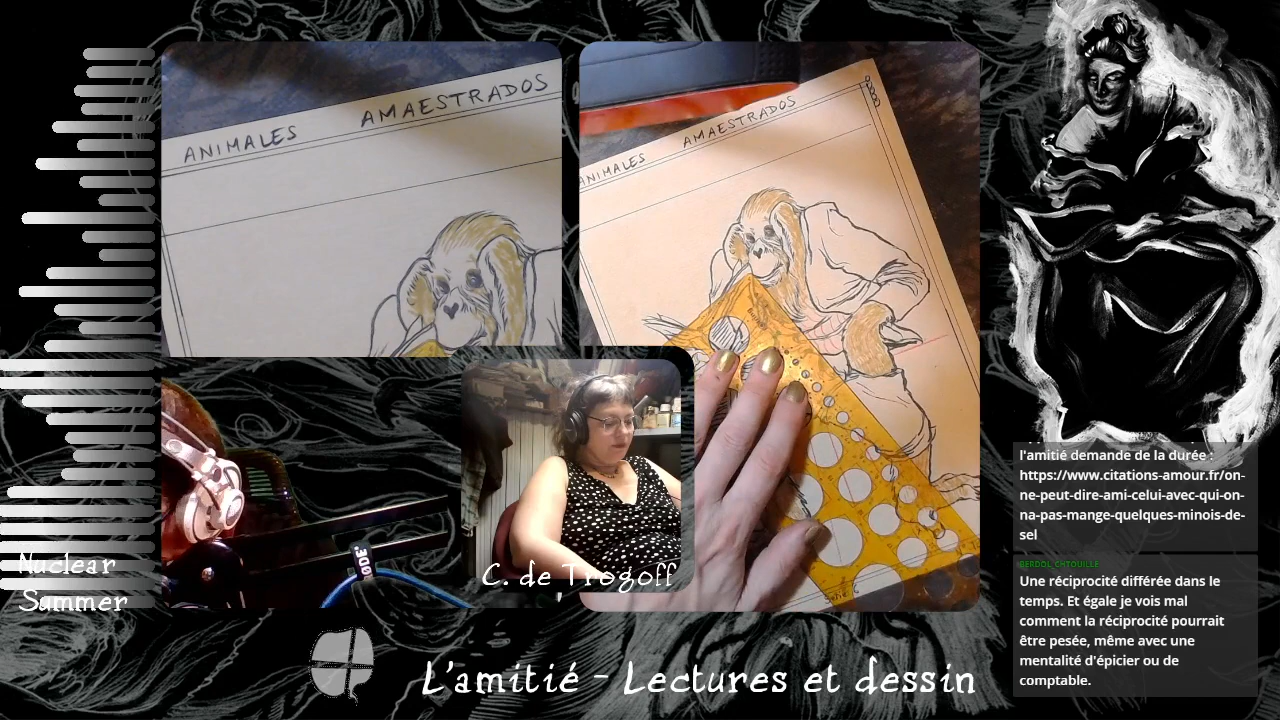 ANIMALES AMAESTRADOS
ANIMALES AMAESTRADOS
RODE
Nuclear
Summer
C. de Trogoff
L'amitié - Lectures et dessin
l'amitié demande de la durée :
https://www.citations-amour.fr/on-
ne-peut-dire-ami-celui-avec-qui-on-
na-pas-mange-quelques-minois-de-
sel
BERDOL_CHTOUILLE
Une réciprocité différée dans le
temps. Et égale je vois mal
comment la réciprocité pourrait
être pesée, même avec une
mentalité d'épicier ou de
comptable.